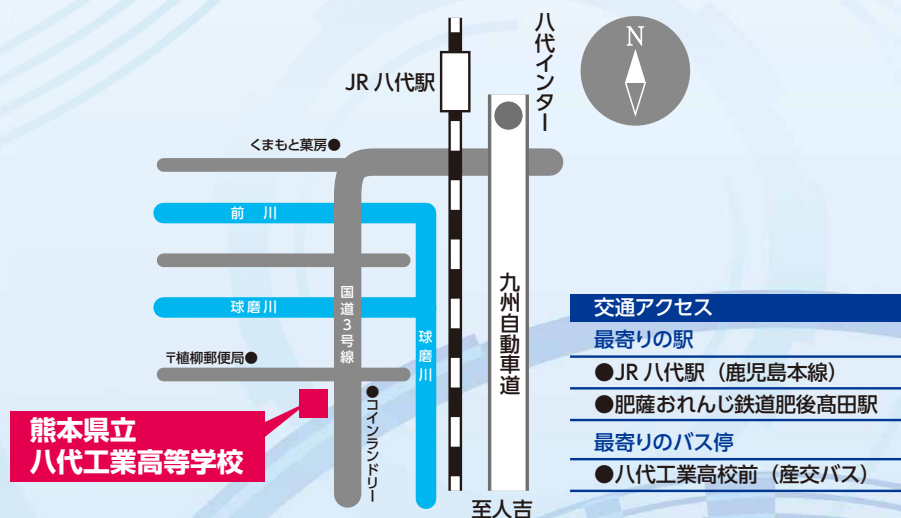 八代インター
N
JR 八代駅
くまもと菓房●
前川
国道3号線
球磨川
球磨川
九州自動車道
〒植柳郵便局●
●コインランドリー
熊本県立
八代工業高等学校
至人吉
交通アクセス
最寄りの駅
●JR 八代駅（鹿児島本線）
●肥薩おれんじ鉄道肥後髙田駅
最寄りのバス停
●八代工業高校前（産交バス）